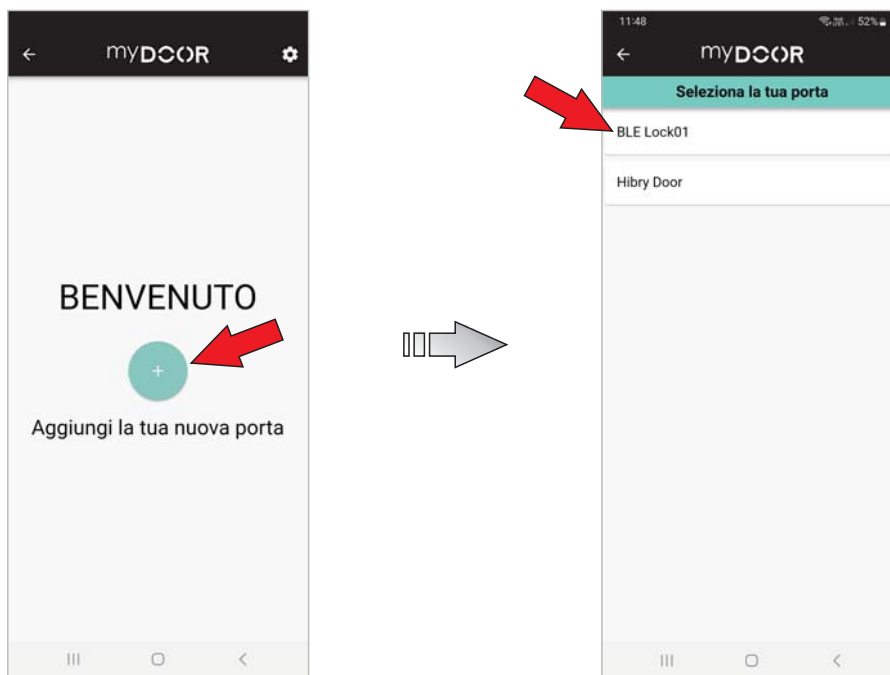 myDOOR
BENVENUTO
+
Aggiungi la tua nuova porta
11:48
52%
myDOOR
Seleziona la tua porta
BLE Lock01
Hibry Door